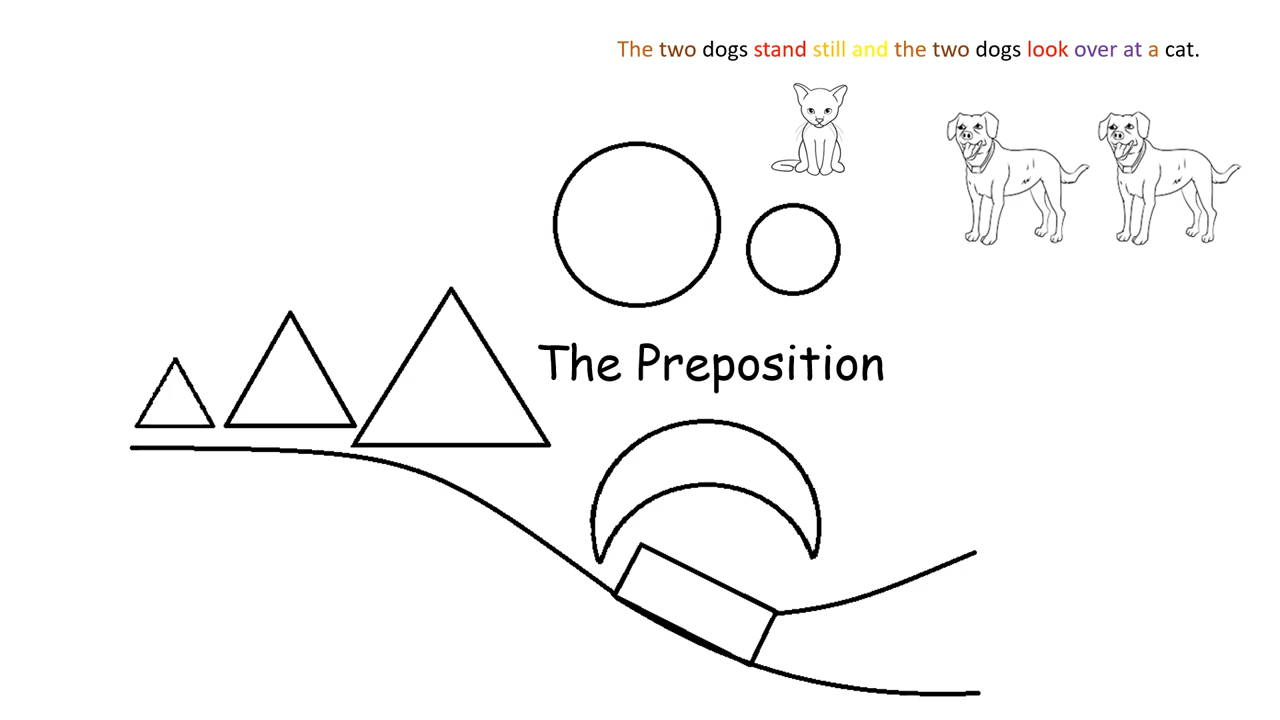 The two dogs stand still and the two dogs look over at a cat.
The Preposition